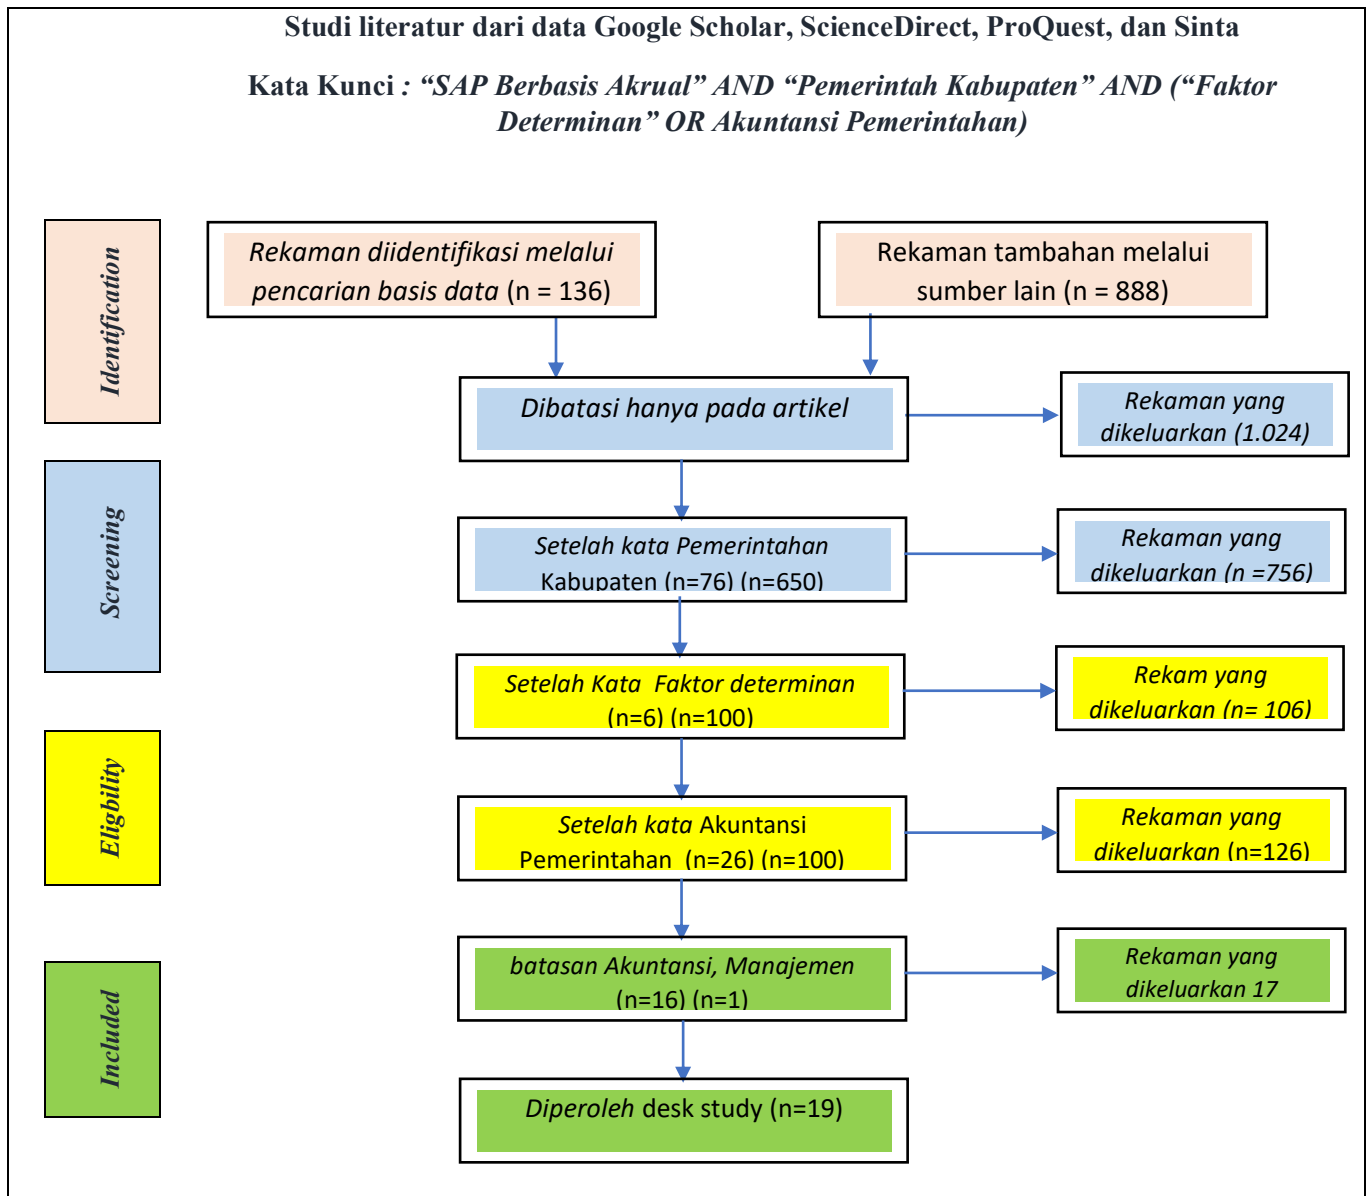 Studi literatur dari data Google Scholar, ScienceDirect, ProQuest, dan Sinta
Kata Kunci : “SAP Berbasis Akrual” AND “Pemerintah Kabupaten” AND (“Faktor
Determinan” OR Akuntansi Pemerintahan)
Identification
Rekaman diidentifikasi melalui
pencarian basis data (n = 136)
Rekaman tambahan melalui
sumber lain (n = 888)
Dibatasi hanya pada artikel
Rekaman yang
dikeluarkan (1.024)
Screening
Setelah kata Pemerintahan
Kabupaten (n=76) (n=650)
Rekaman yang
dikeluarkan (n =756)
Setelah Kata Faktor determinan
(n=6) (n=100)
Rekam yang
dikeluarkan (n= 106)
Eligbility
Setelah kata Akuntansi
Pemerintahan (n=26) (n=100)
Rekaman yang
dikeluarkan (n=126)
Included
batasan Akuntansi, Manajemen
(n=16) (n=1)
Rekaman yang
dikeluarkan 17
Diperoleh desk study (n=19)